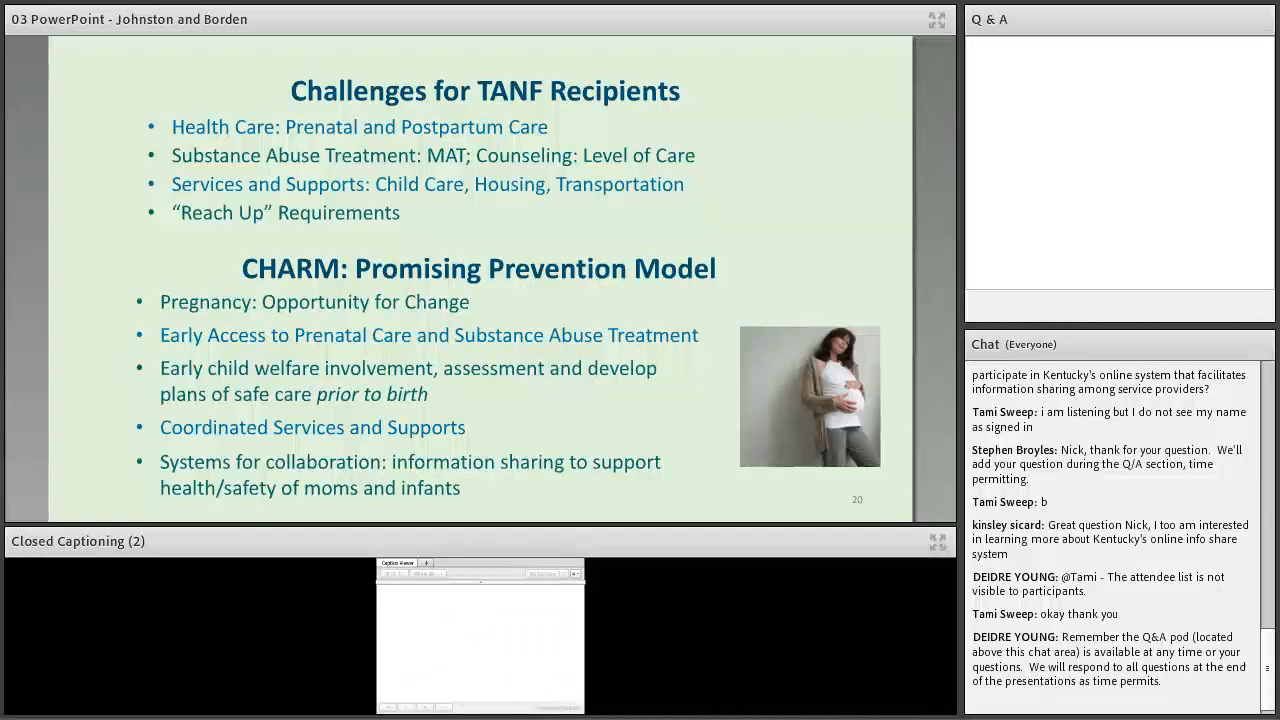 03 PowerPoint - Johnston and Borden
Challenges for TANF Recipients
• Health Care: Prenatal and Postpartum Care
• Substance Abuse Treatment: MAT; Counseling: Level of Care
• Services and Supports: Child Care, Housing, Transportation
• “Reach Up” Requirements
CHARM: Promising Prevention Model
• Pregnancy: Opportunity for Change
• Early Access to Prenatal Care and Substance Abuse Treatment
• Early child welfare involvement, assessment and develop
plans of safe care prior to birth
• Coordinated Services and Supports
• Systems for collaboration: information sharing to support
health/safety of moms and infants
20
Closed Captioning (2)
Caption Viewer
Q & A
Chat (Everyone)
participate in Kentucky's online system that facilitates
information sharing among service providers?
Tami Sweep: i am listening but I do not see my name
as signed in
Stephen Broyles: Nick, thank for your question. We'll
add your question during the Q/A section, time
permitting.
Tami Sweep: b
kinsley sicard: Great question Nick, I too am interested
in learning more about Kentucky's online info share
system
DEIDRE YOUNG: @Tami - The attendee list is not
visible to participants.
Tami Sweep: okay thank you
DEIDRE YOUNG: Remember the Q&A pod (located
above this chat area) is available at any time or your
questions. We will respond to all questions at the end
of the presentations as time permits.